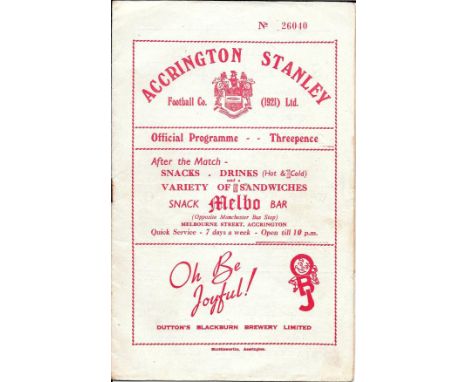 Nº 26040
ACCRINGTON STANLEY
Football Co. (1921) Ltd.
Official Programme - - Threepence
After the Match -
SNACKS . DRINKS (Hot & Cold)
and a
VARIETY OF SANDWICHES
SNACK Melbo BAR
(Opposite Manchester Bus Stop)
MELBOURNE STREET, ACCRINGTON
Quick Service - 7 days a week - Open till 10 p.m.
Oh Be
Joyful!
OBJ
DUTTON'S BLACKBURN BREWERY LIMITED